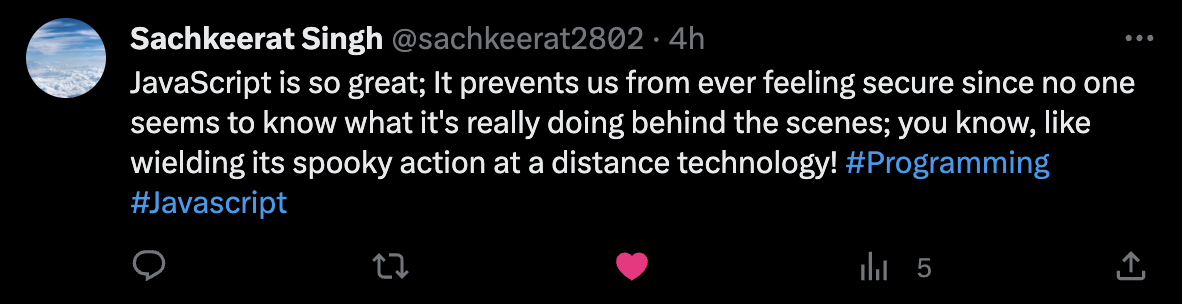 Sachkeerat Singh @sachkeerat2802 · 4h
JavaScript is so great; It prevents us from ever feeling secure since no one
seems to know what it's really doing behind the scenes; you know, like
wielding its spooky action at a distance technology! #Programming
#Javascript
5